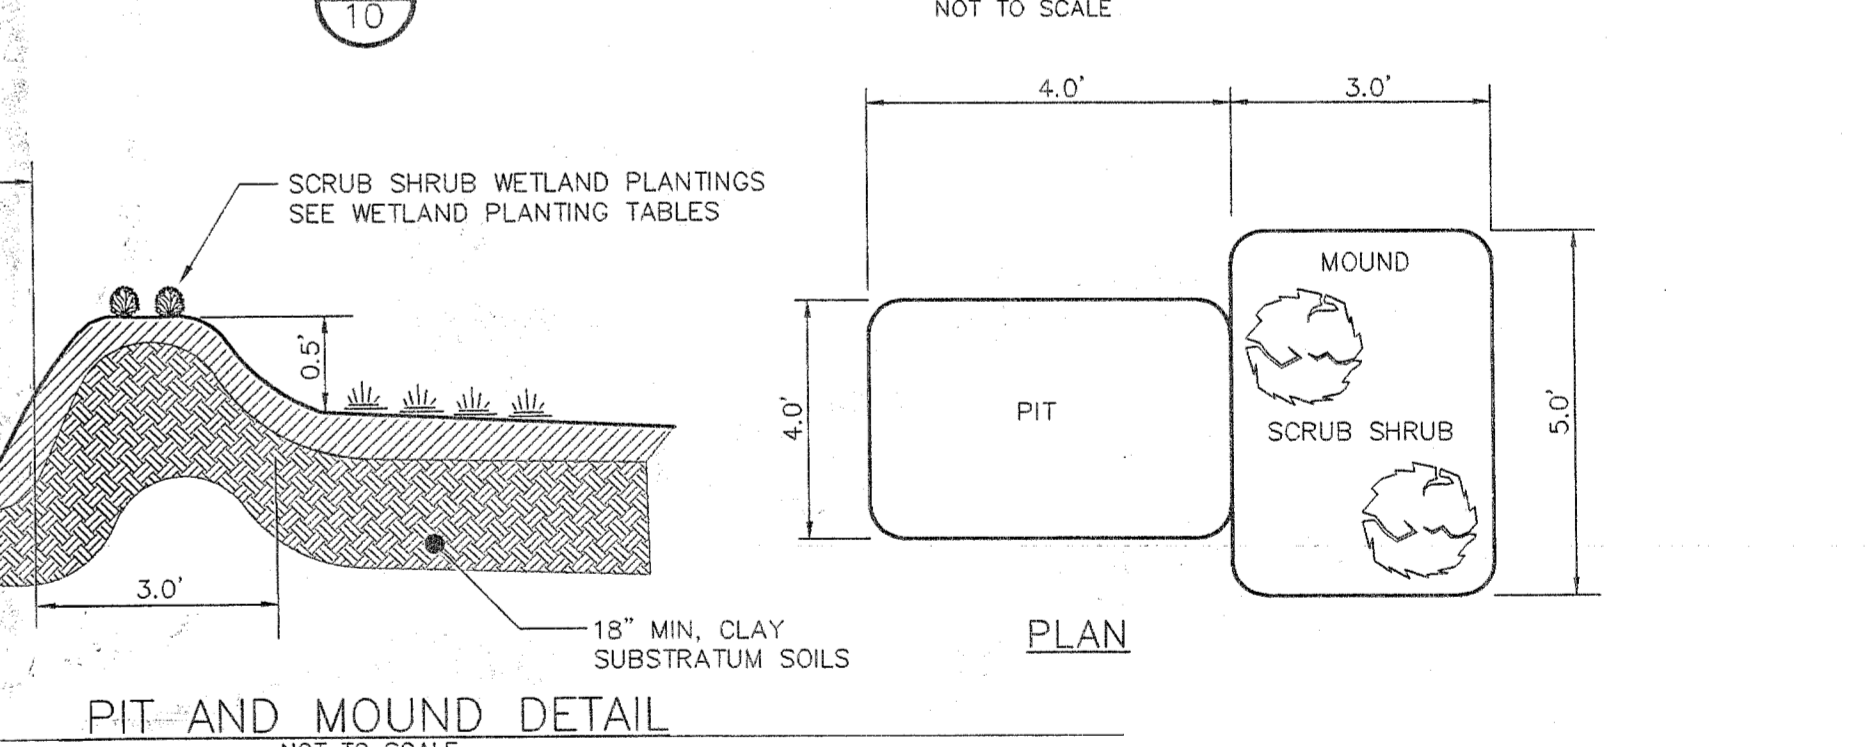 10
NOT TO SCALE
4.0'
3.0'
SCRUB SHRUB WETLAND PLANTINGS
SEE WETLAND PLANTING TABLES
MOUND
0.5'
4.0'
PIT
5.0'
SCRUB SHRUB
3.0'
18" MIN, CLAY
SUBSTRATUM SOILS
PLAN
PIT AND MOUND DETAIL
NOT TO SCALE